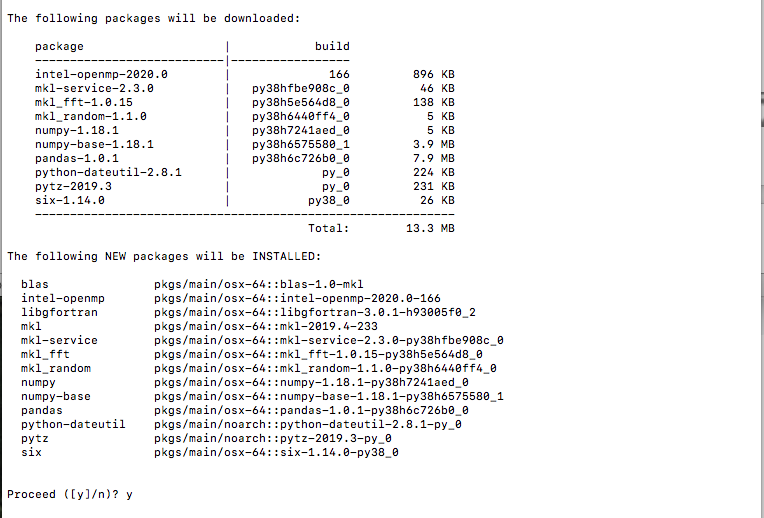 The following packages will be downloaded:
package | build
---------------------------|-----------------
intel-openmp-2020.0 | 166 896 KB
mkl-service-2.3.0 | py38hfbe908c_0 46 KB
mkl_fft-1.0.15 | py38h5e564d8_0 138 KB
mkl_random-1.1.0 | py38h6440ff4_0 5 KB
numpy-1.18.1 | py38h7241aed_0 5 KB
numpy-base-1.18.1 | py38h6575580_1 3.9 MB
pandas-1.0.1 | py38h6c726b0_0 7.9 MB
python-dateutil-2.8.1 | py_0 224 KB
pytz-2019.3 | py_0 231 KB
six-1.14.0 | py38_0 26 KB
------------------------------------------------------------
Total: 13.3 MB
The following NEW packages will be INSTALLED:
blas pkgs/main/osx-64::blas-1.0-mkl
intel-openmp pkgs/main/osx-64::intel-openmp-2020.0-166
libgfortran pkgs/main/osx-64::libgfortran-3.0.1-h93005f0_2
mkl pkgs/main/osx-64::mkl-2019.4-233
mkl-service pkgs/main/osx-64::mkl-service-2.3.0-py38hfbe908c_0
mkl_fft pkgs/main/osx-64::mkl_fft-1.0.15-py38h5e564d8_0
mkl_random pkgs/main/osx-64::mkl_random-1.1.0-py38h6440ff4_0
numpy pkgs/main/osx-64::numpy-1.18.1-py38h7241aed_0
numpy-base pkgs/main/osx-64::numpy-base-1.18.1-py38h6575580_1
pandas pkgs/main/osx-64::pandas-1.0.1-py38h6c726b0_0
python-dateutil pkgs/main/noarch::python-dateutil-2.8.1-py_0
pytz pkgs/main/noarch::pytz-2019.3-py_0
six pkgs/main/osx-64::six-1.14.0-py38_0
Proceed ([y]/n)? y